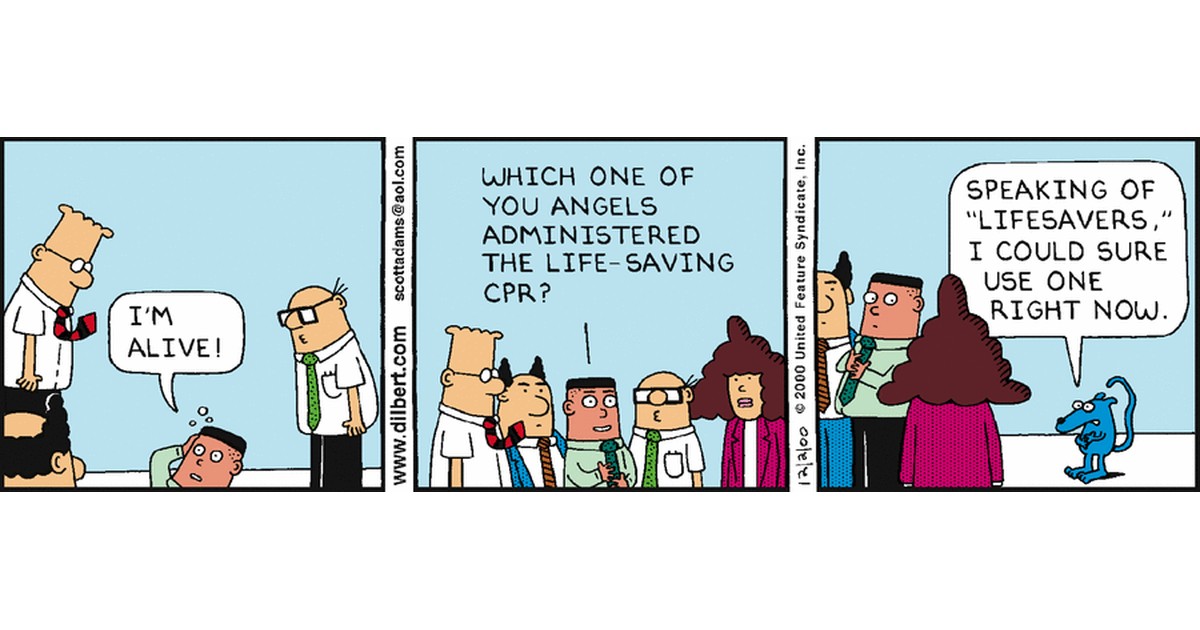 I'M
ALIVE!
www.dilbert.com scottadams@aol.com
WHICH ONE OF
YOU ANGELS
ADMINISTERED
THE LIFE-SAVING
CPR?
12/2/00 © 2000 United Feature Syndicate, Inc.
SPEAKING OF
"LIFESAVERS,"
I COULD SURE
USE ONE
RIGHT NOW.